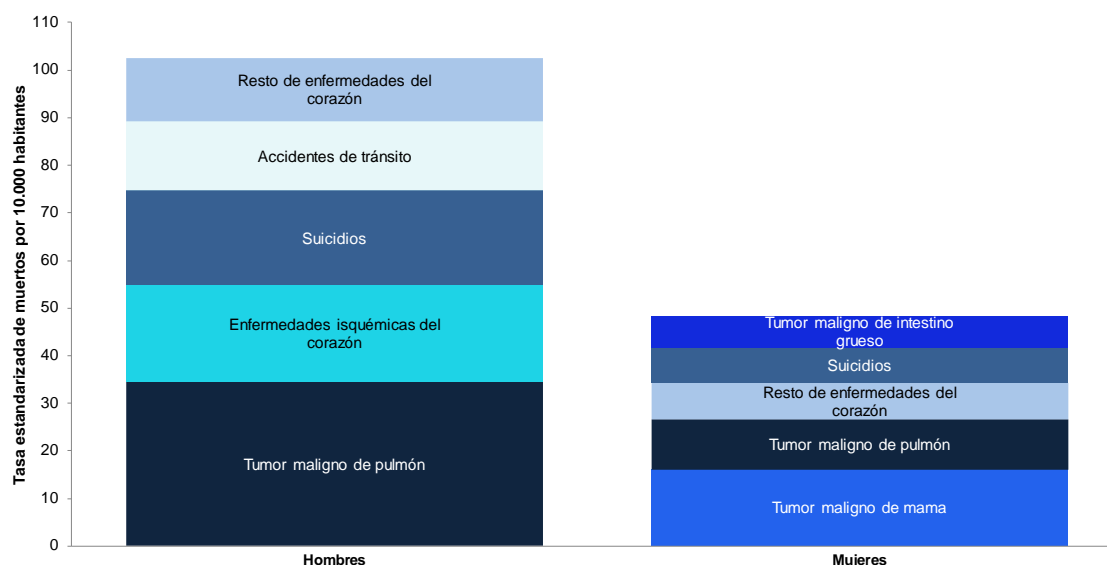 Tasa estandarizada de muertos por 10.000 habitantes
110
100
90
80
70
60
50
40
30
20
10
0
Resto de enfermedades del
corazón
Accidentes de tránsito
Suicidios
Enfermedades isquémicas del
corazón
Tumor maligno de pulmón
Tumor maligno de intestino
grueso
Suicidios
Resto de enfermedades del
corazón
Tumor maligno de pulmón
Tumor maligno de mama
Hombres
Mujeres